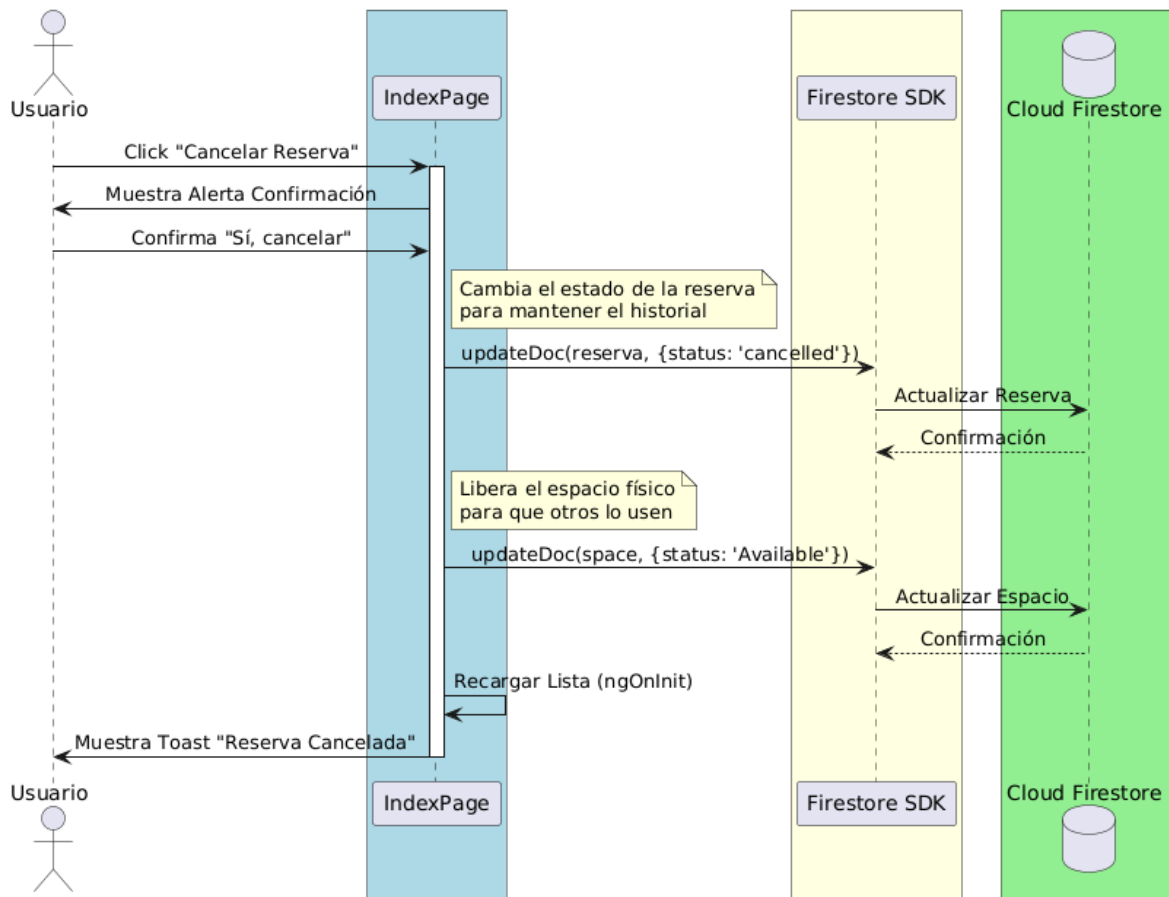 Usuario
IndexPage
Firestore SDK
Cloud Firestore
Click "Cancelar Reserva"
Muestra Alerta Confirmación
Confirma "Sí, cancelar"
Cambia el estado de la reserva
para mantener el historial
updateDoc(reserva, {status: 'cancelled'})
Actualizar Reserva
Confirmación
Libera el espacio físico
para que otros lo usen
updateDoc(space, {status: 'Available'})
Actualizar Espacio
Confirmación
Recargar Lista (ngOnInit)
Muestra Toast "Reserva Cancelada"
Usuario
IndexPage
Firestore SDK
Cloud Firestore